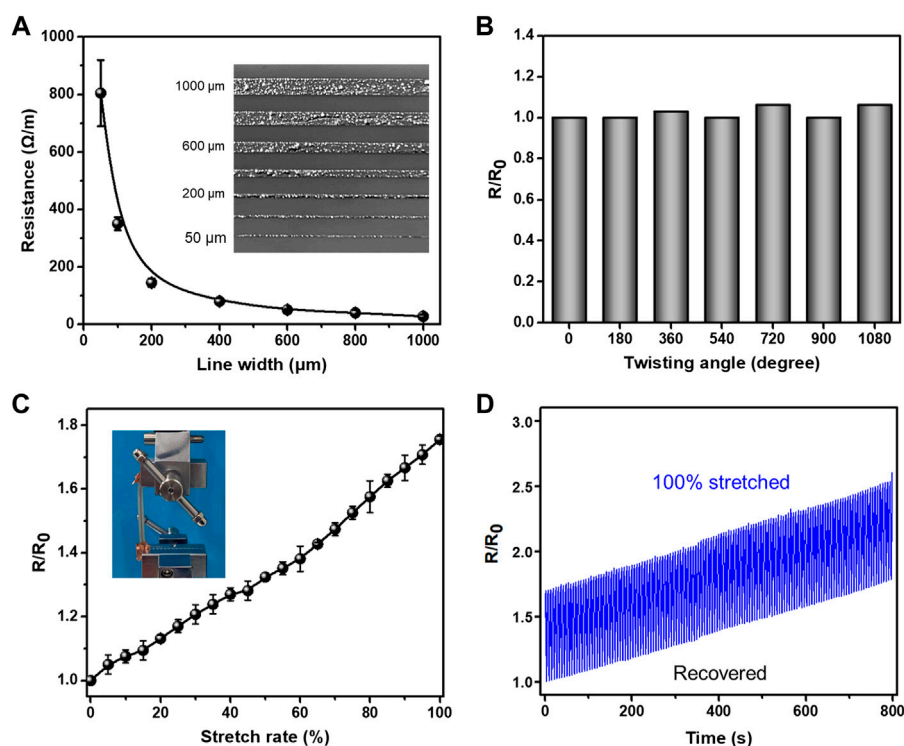 A
Resistance (Ω/m)
1000
800
600
400
200
0
0 200 400 600 800 1000
Line width (µm)
1000 µm
600 µm
200 µm
50 µm
B
R/R0
1.4
1.2
1.0
0.8
0.6
0.4
0.2
0.0
0 180 360 540 720 900 1080
Twisting angle (degree)
C
R/R0
1.8
1.6
1.4
1.2
1.0
0 20 40 60 80 100
Stretch rate (%)
D
R/R0
3.0
2.5
2.0
1.5
1.0
100% stretched
Recovered
0 200 400 600 800
Time (s)